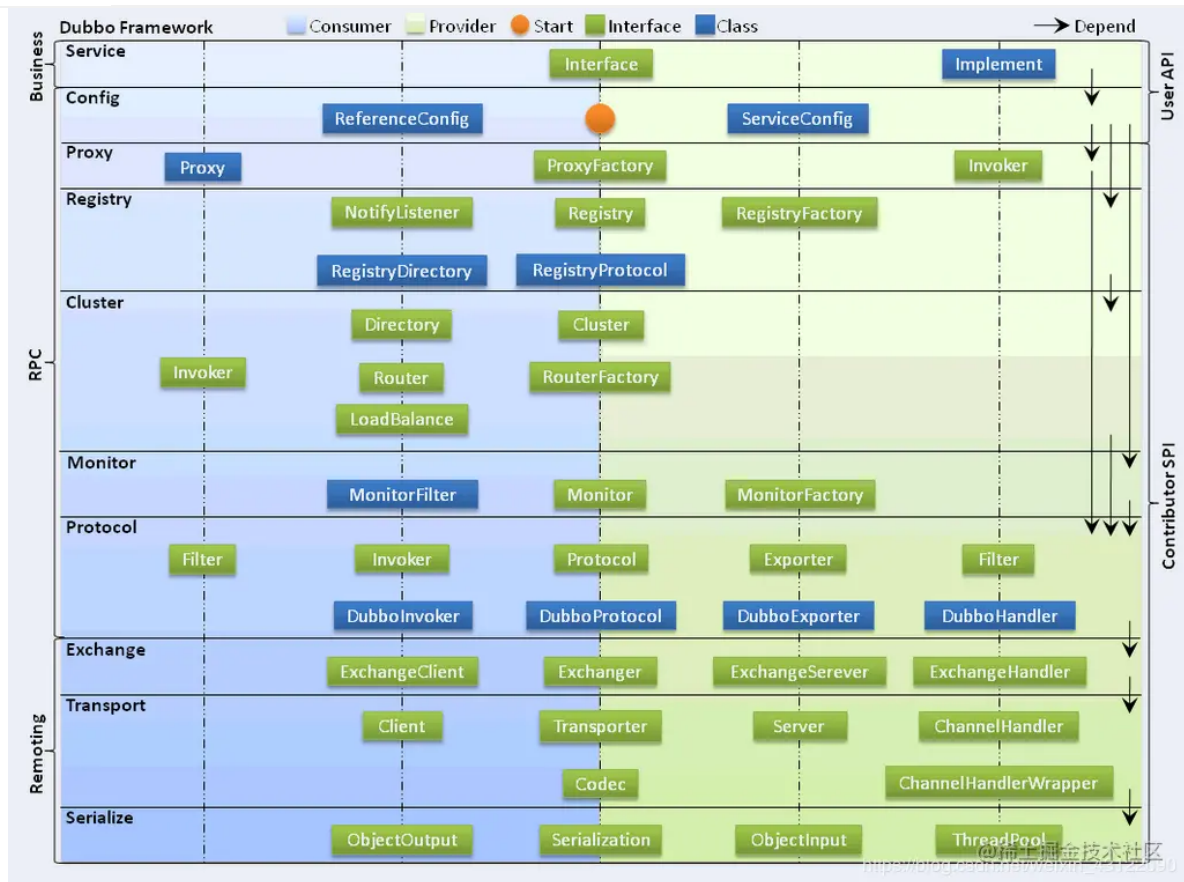 Dubbo Framework Consumer Provider Start Interface Class Depend
Business
Service
Interface Implement
User API
Config
ReferenceConfig ServiceConfig
RPC
Proxy
Proxy ProxyFactory Invoker
Registry
NotifyListener Registry RegistryFactory
RegistryDirectory RegistryProtocol
Cluster
Directory Cluster
Invoker Router RouterFactory
LoadBalance
Contributor SPI
Monitor
MonitorFilter Monitor MonitorFactory
Protocol
Filter Invoker Protocol Exporter Filter
DubboInvoker DubboProtocol DubboExporter DubboHandler
Remoting
Exchange
ExchangeClient Exchanger ExchangeSerever ExchangeHandler
Transport
Client Transporter Server ChannelHandler
Codec ChannelHandlerWrapper
Serialize
ObjectOutput Serialization ObjectInput ThreadPool
@稀土掘金技术社区